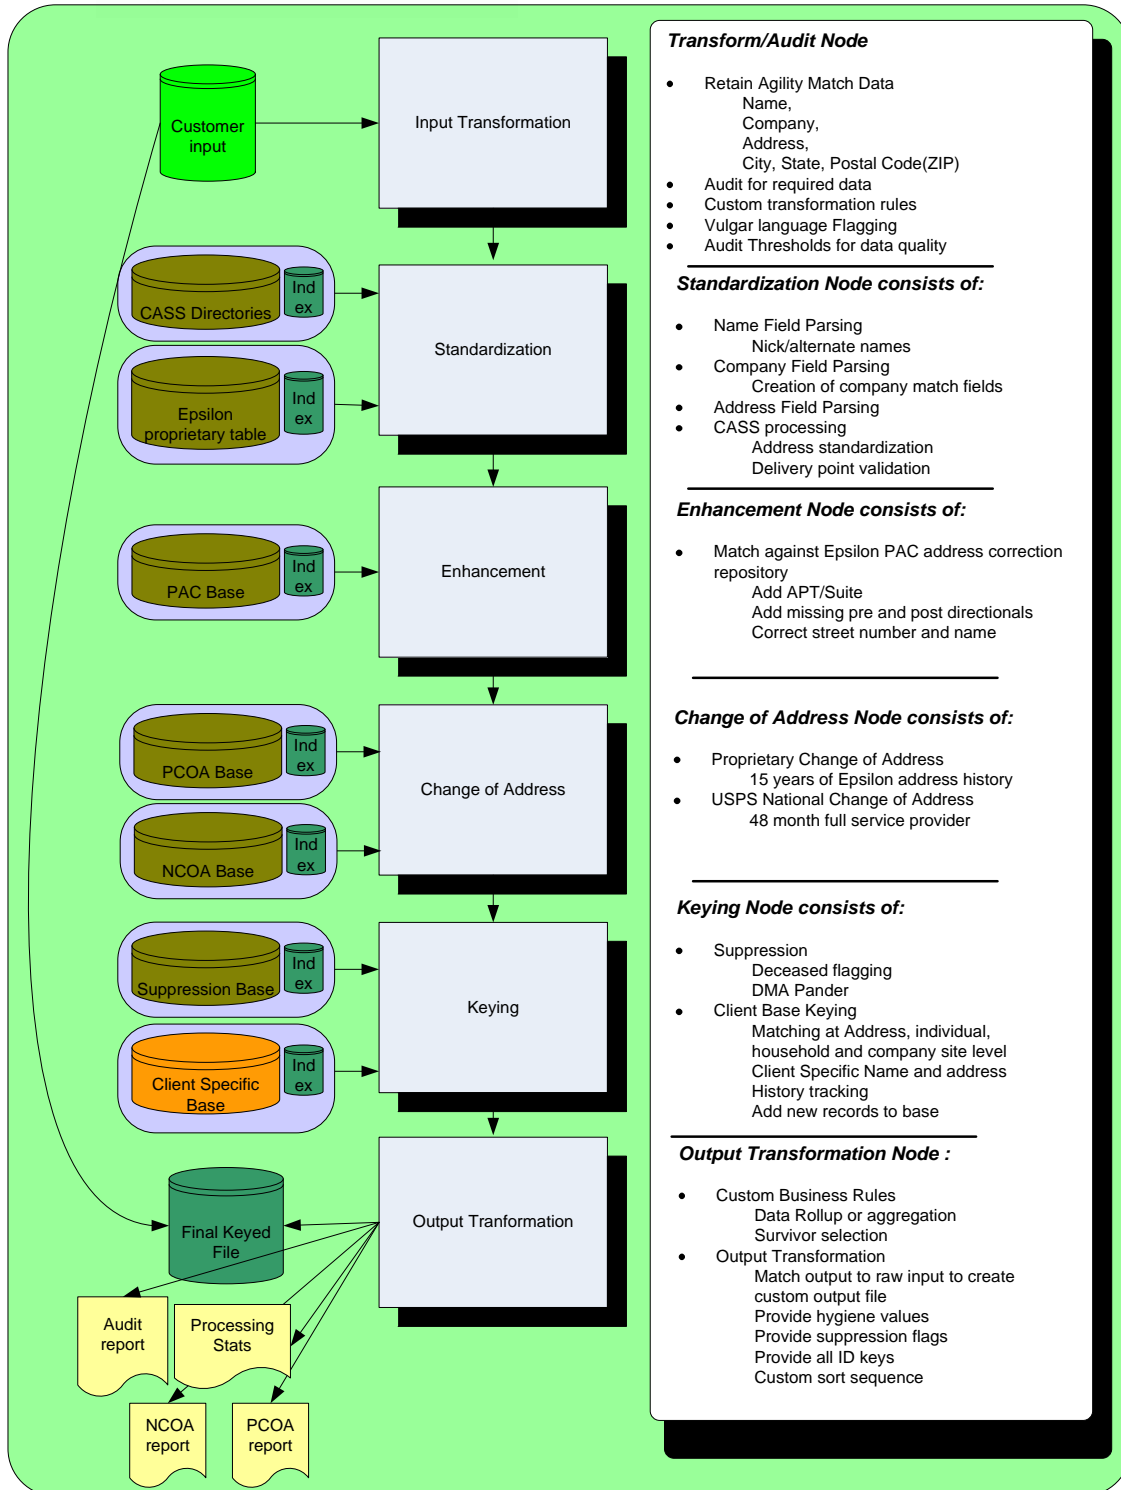 Customer
input
Input Transformation
CASS Directories
Ind
ex
Epsilon
proprietary table
Ind
ex
Standardization
PAC Base
Ind
ex
Enhancement
PCOA Base
Ind
ex
NCOA Base
Ind
ex
Change of Address
Suppression Base
Ind
ex
Client Specific
Base
Ind
ex
Keying
Output Tranformation
Final Keyed
File
Audit
report
Processing
Stats
NCOA
report
PCOA
report
Transform/Audit Node
• Retain Agility Match Data
Name,
Company,
Address,
City, State, Postal Code(ZIP)
• Audit for required data
• Custom transformation rules
• Vulgar language Flagging
• Audit Thresholds for data quality
Standardization Node consists of:
• Name Field Parsing
Nick/alternate names
• Company Field Parsing
Creation of company match fields
• Address Field Parsing
• CASS processing
Address standardization
Delivery point validation
Enhancement Node consists of:
• Match against Epsilon PAC address correction
repository
Add APT/Suite
Add missing pre and post directionals
Correct street number and name
Change of Address Node consists of:
• Proprietary Change of Address
15 years of Epsilon address history
• USPS National Change of Address
48 month full service provider
Keying Node consists of:
• Suppression
Deceased flagging
DMA Pander
• Client Base Keying
Matching at Address, individual,
household and company site level
Client Specific Name and address
History tracking
Add new records to base
Output Transformation Node :
• Custom Business Rules
Data Rollup or aggregation
Survivor selection
• Output Transformation
Match output to raw input to create
custom output file
Provide hygiene values
Provide suppression flags
Provide all ID keys
Custom sort sequence